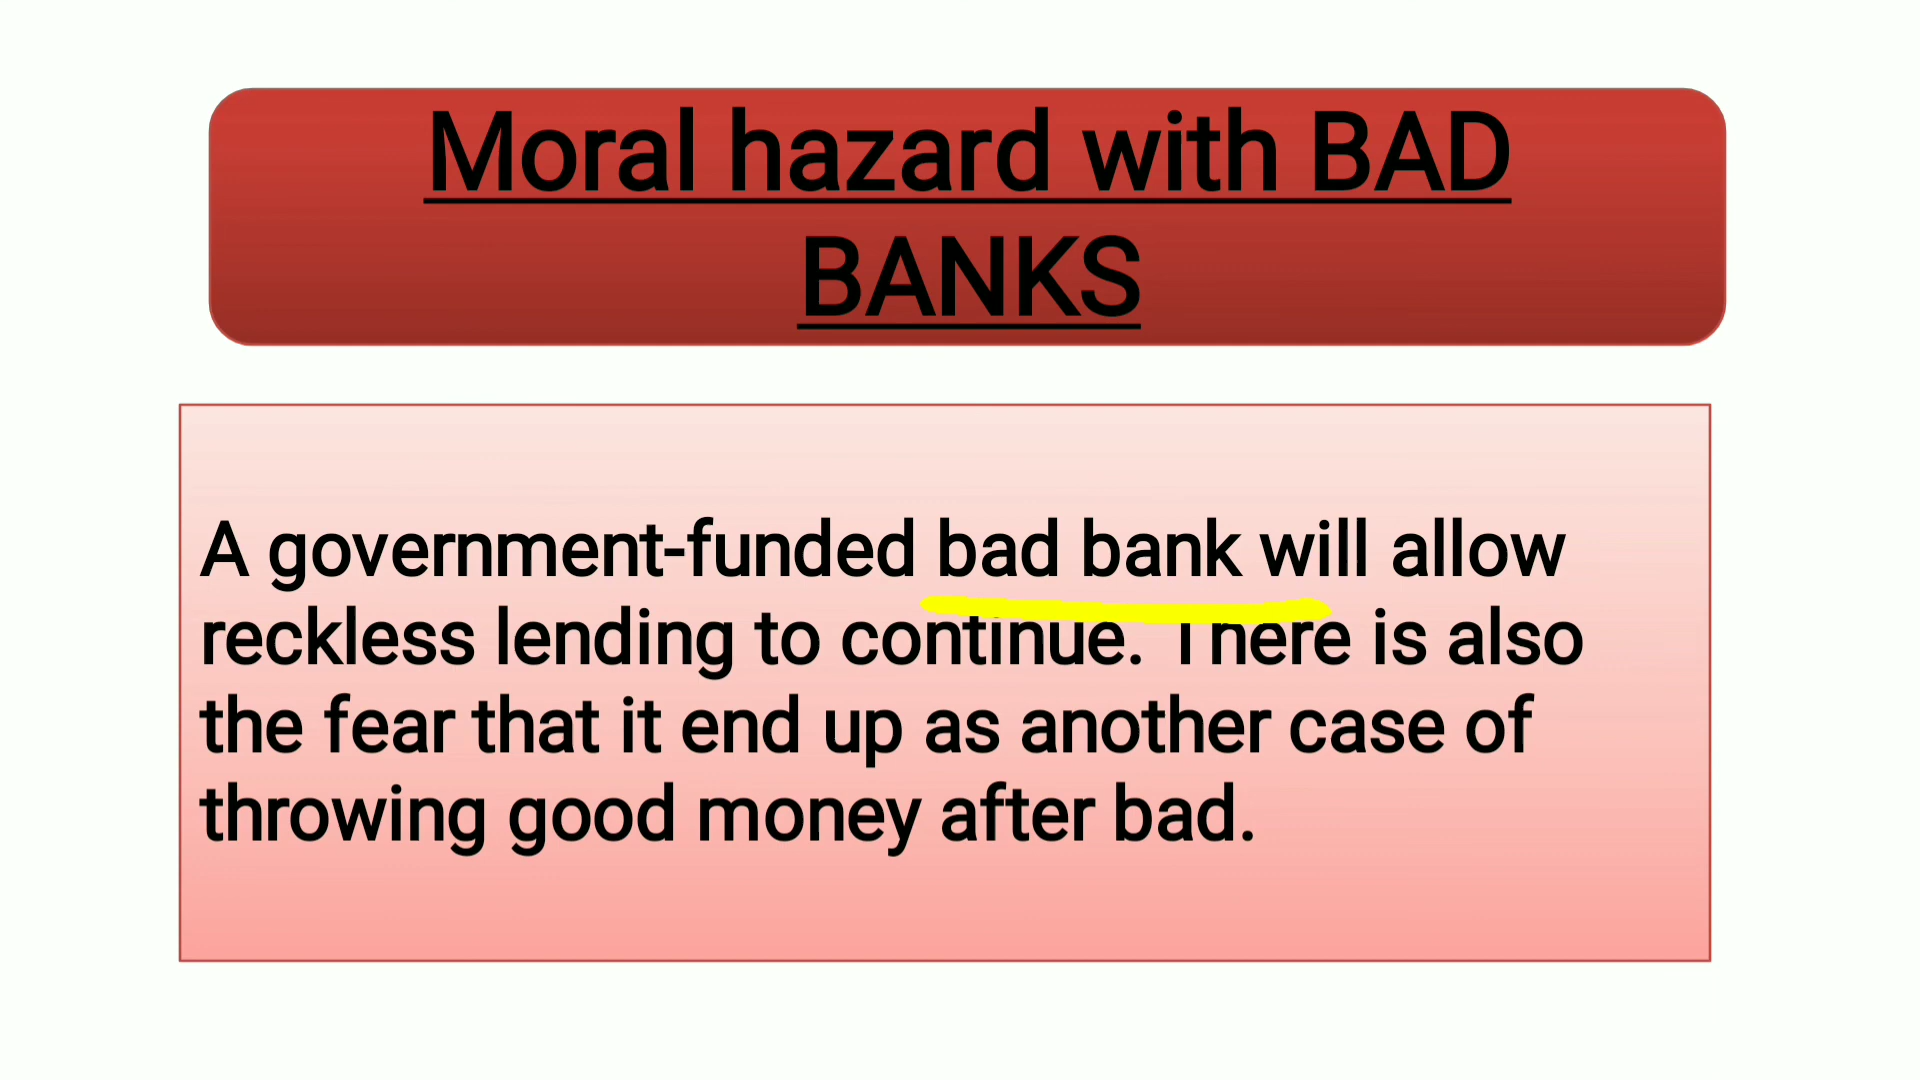 Moral hazard with BAD
BANKS
A government-funded bad bank will allow
reckless lending to continue. There is also
the fear that it end up as another case of
throwing good money after bad.